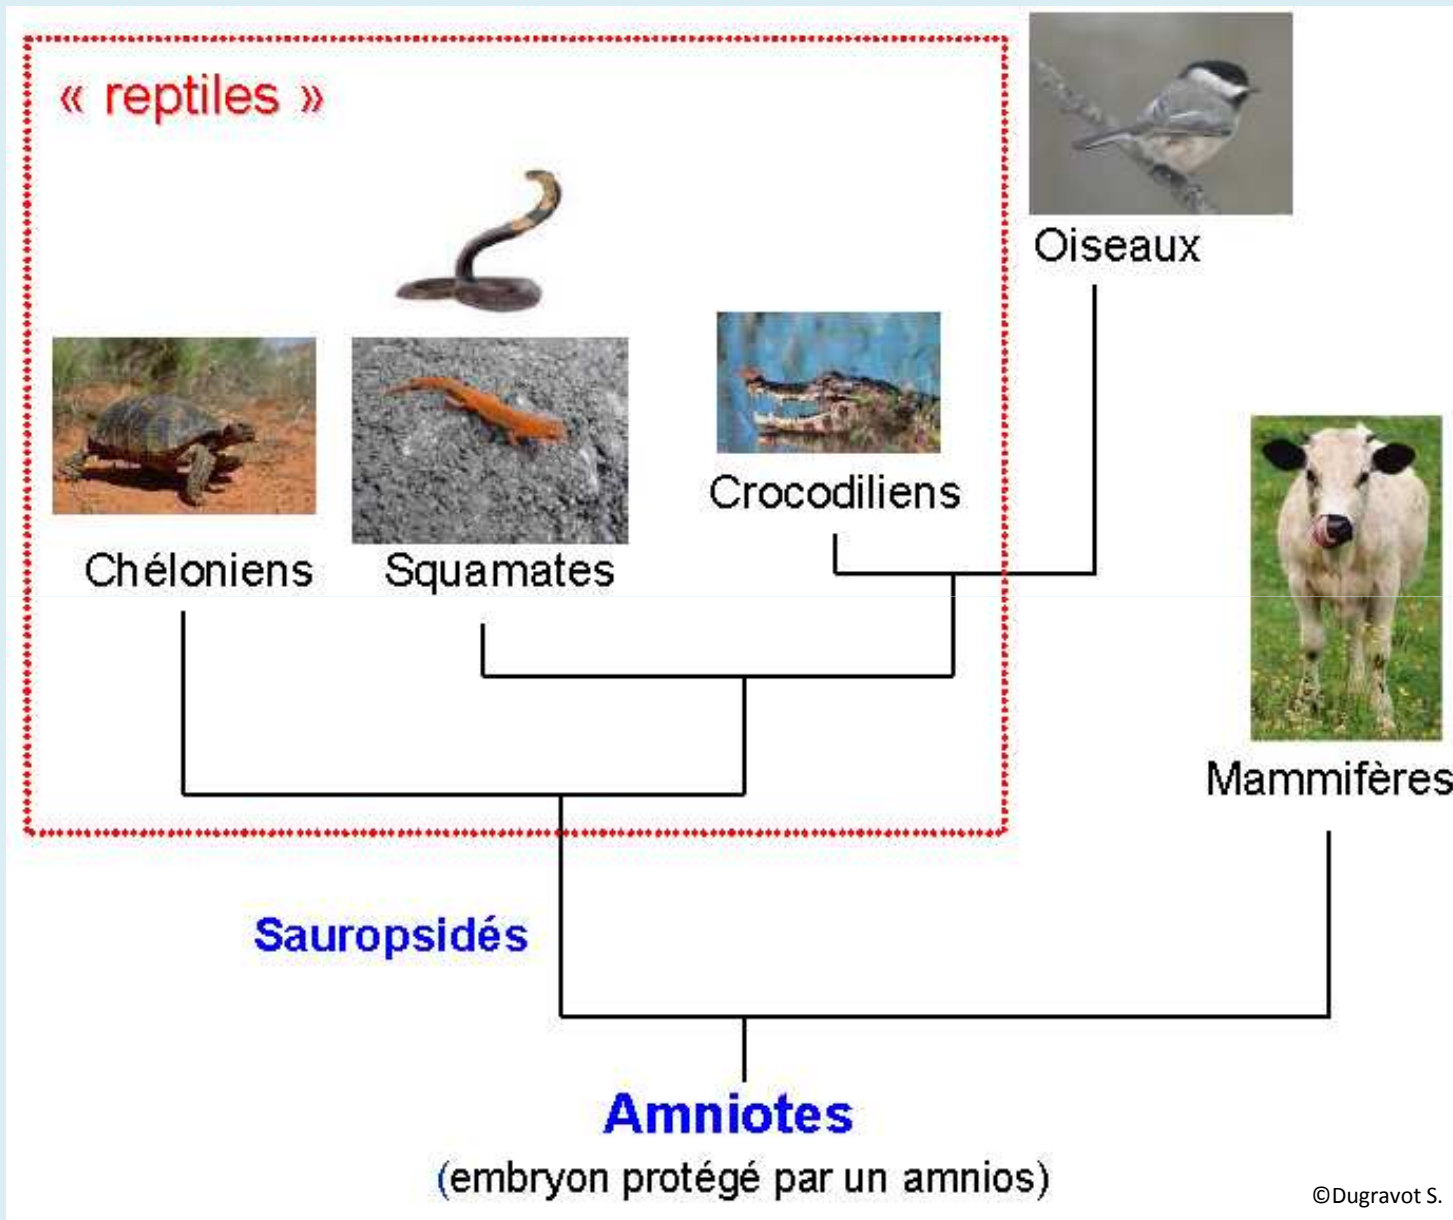 « reptiles »
Oiseaux
Crocodiliens
Chéloniens
Squamates
Mammifères
Sauropsidés
Amniotes
(embryon protégé par un amnios)
©Dugravot S.